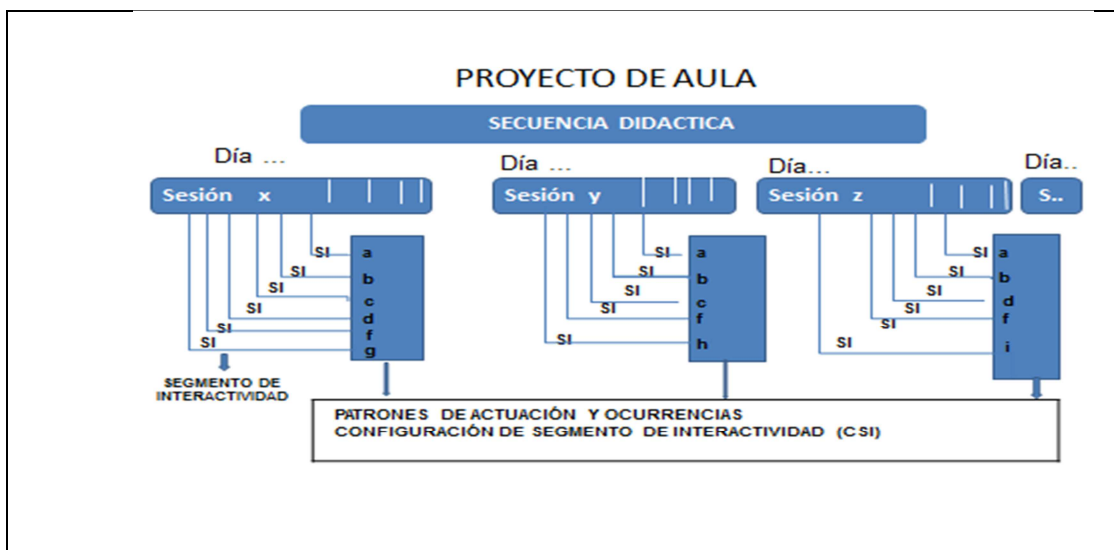 PROYECTO DE AULA
SECUENCIA DIDACTICA
Día ...
Día ...
Día...
Día..
Sesión x
Sesión y
Sesión z
S..
SI a
SI b
SI c
SI d
SI f
SI g
SI a
SI b
SI c
f
SI h
SI a
SI b
SI d
SI f
SI i
SEGMENTO DE
INTERACTIVIDAD
PATRONES DE ACTUACIÓN Y OCURRENCIAS
CONFIGURACIÓN DE SEGMENTO DE INTERACTIVIDAD (CSI)